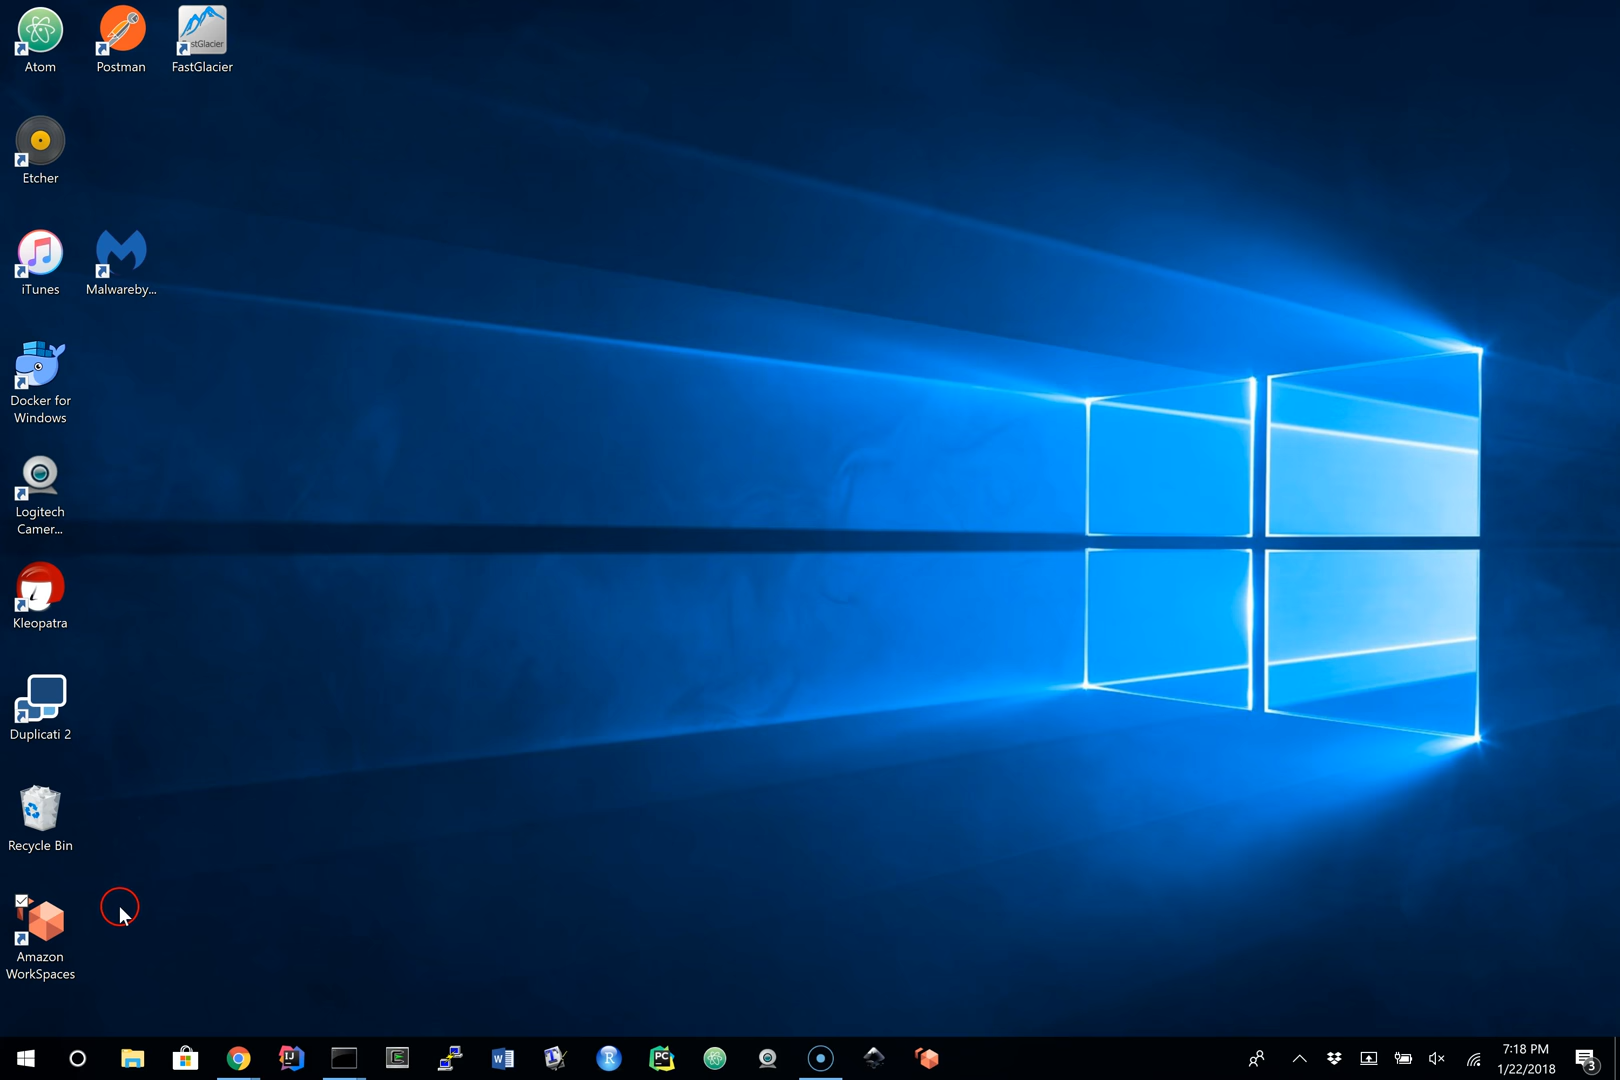 Atom
Postman
FastGlacier
stGlacier
Etcher
iTunes
Malwareby...
Docker for
Windows
Logitech
Camer...
Kleopatra
Duplicati 2
Recycle Bin
Amazon
WorkSpaces
IJ
W
R
PC
7:18 PM
1/22/2018
3